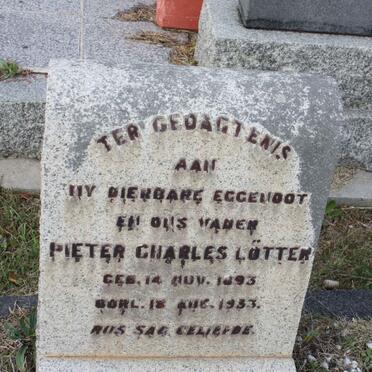 TER GEDAGTENIS
AAN
MY DIERBARE EGGENOOT
EN ONS VADER
PIETER CHARLES LÖTTER
GEB. 14 NOV. 1893
OORL. 18 AUG. 1953.
RUS SAG GELIEFDE.